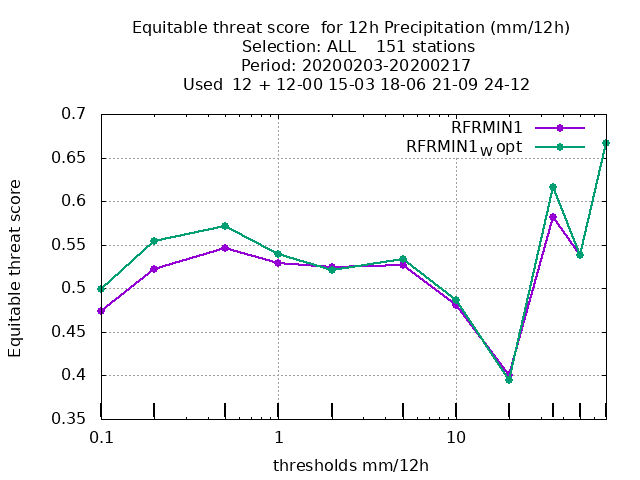 Equitable threat score  for 12h Precipitation (mm/12h)
Selection: ALL    151 stations
Period: 20200203-20200217
Used  12 + 12-00 15-03 18-06 21-09 24-12
RFRMIN1
RFRMIN1W opt
Equitable threat score
0.7
0.65
0.6
0.55
0.5
0.45
0.4
0.35
0.1
1
10
thresholds mm/12h